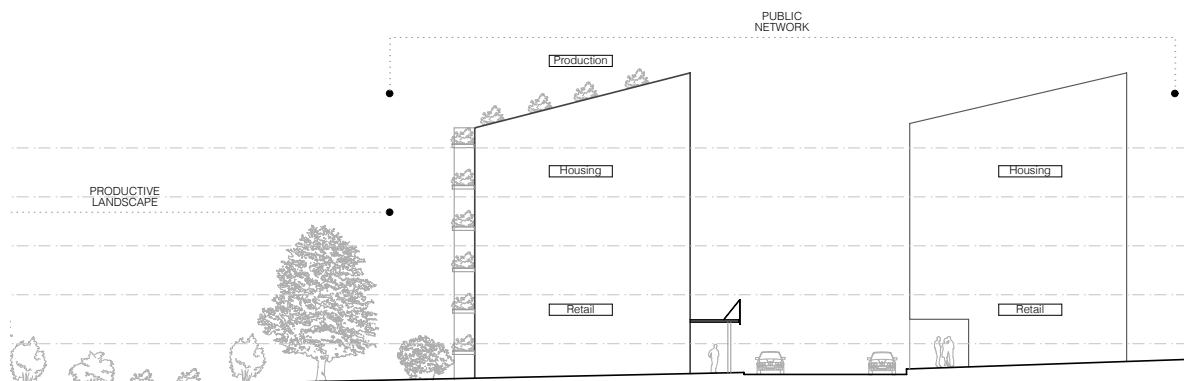 PUBLIC
NETWORK
Production
Housing
Housing
PRODUCTIVE
LANDSCAPE
Retail
Retail